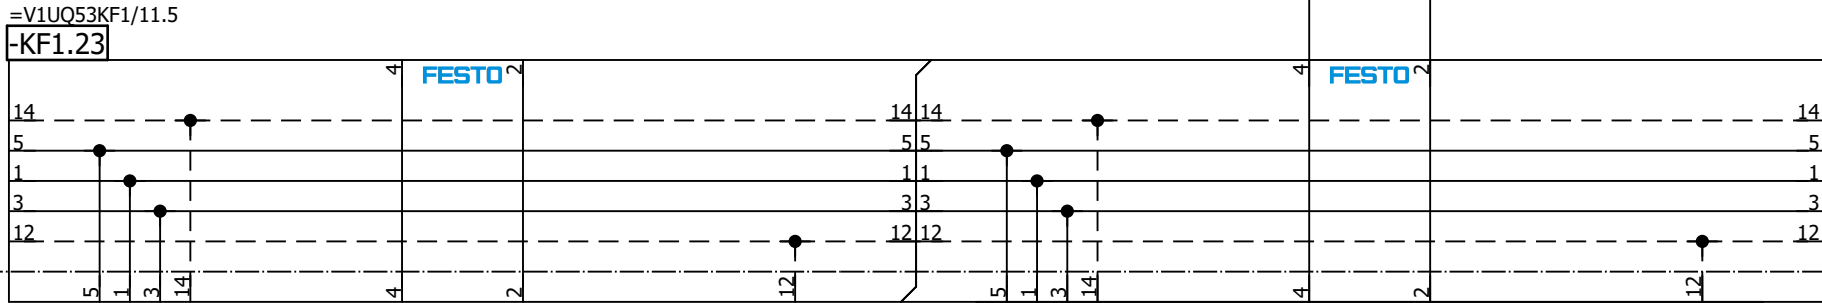 =V1UQ53KF1/11.5
-KF1.23
4 FESTO 2 4 FESTO 2
14 14 14 14
5 5 5 5
1 1 1 1
3 3 3 3
12 12 12 12
5 1 3 14 4 2 12 5 1 3 14 4 2 12